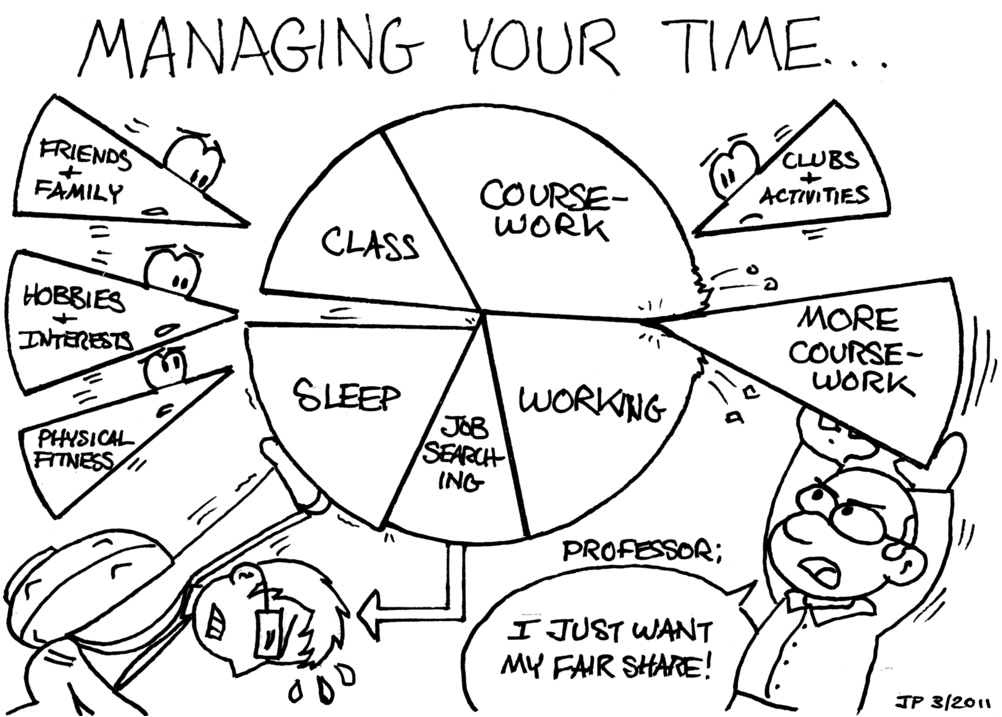 MANAGING YOUR TIME...
FRIENDS
+
FAMILY
HOBBIES
+
INTERESTS
PHYSICAL
FITNESS
CLASS
COURSE-
WORK
SLEEP
JOB
SEARCH-
ING
WORKING
CLUBS
+
ACTIVITIES
MORE
COURSE-
WORK
PROFESSOR:
I JUST WANT
MY FAIR SHARE!
JP 3/2011